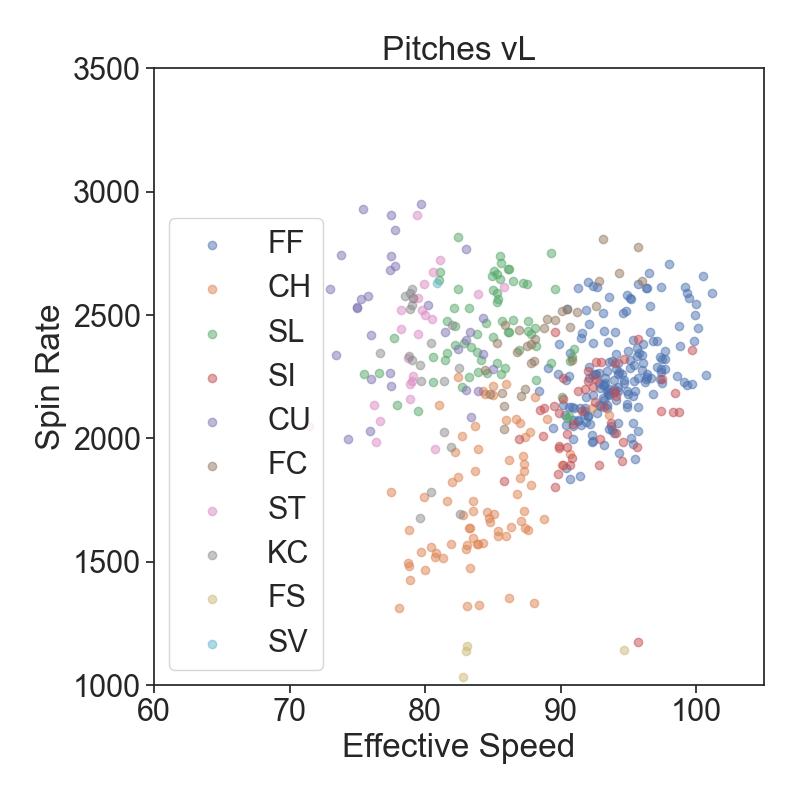 Pitches vL
3500
3000
2500
2000
1500
1000
Spin Rate
FF
CH
SL
SI
CU
FC
ST
KC
FS
SV
60 70 80 90 100
Effective Speed